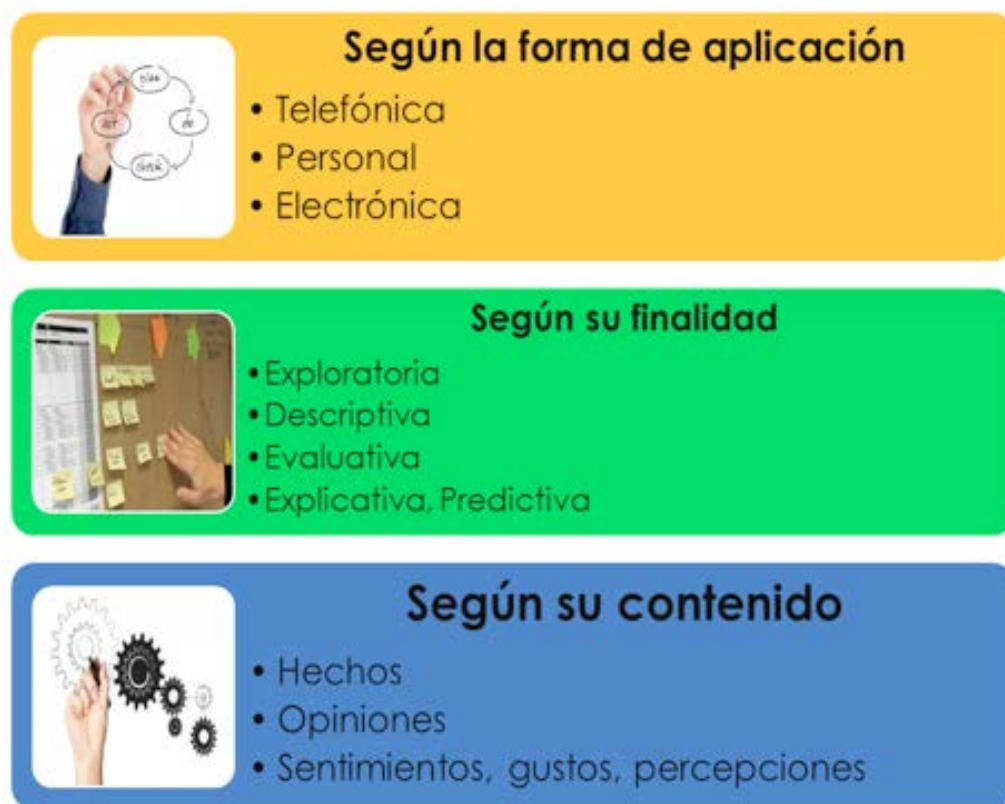 Según la forma de aplicación
• Telefónica
• Personal
• Electrónica
Según su finalidad
• Exploratoria
• Descriptiva
• Evaluativa
• Explicativa, Predictiva
Según su contenido
• Hechos
• Opiniones
• Sentimientos, gustos, percepciones